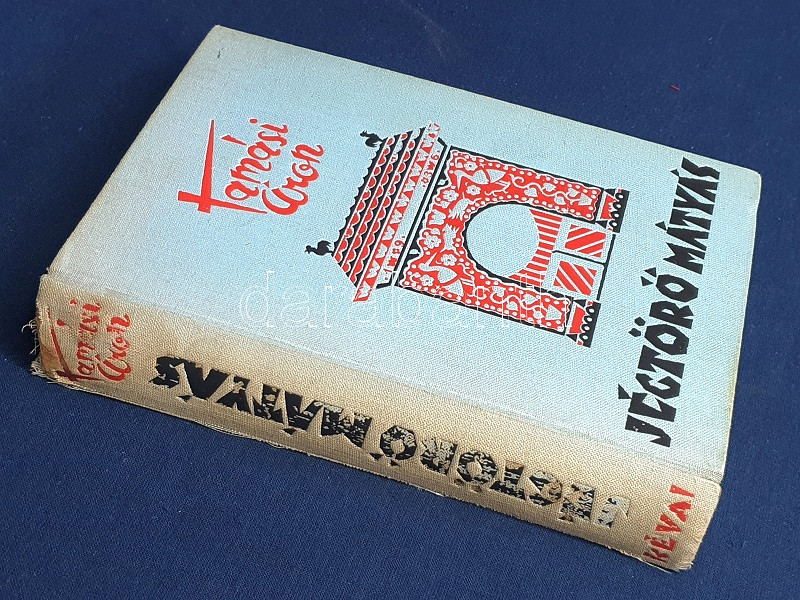 Tamási
Áron
JÉGTÖRŐ MÁTYÁS
Tamási
Áron
JÉGTÖRŐ MÁTYÁS
RÉVAI